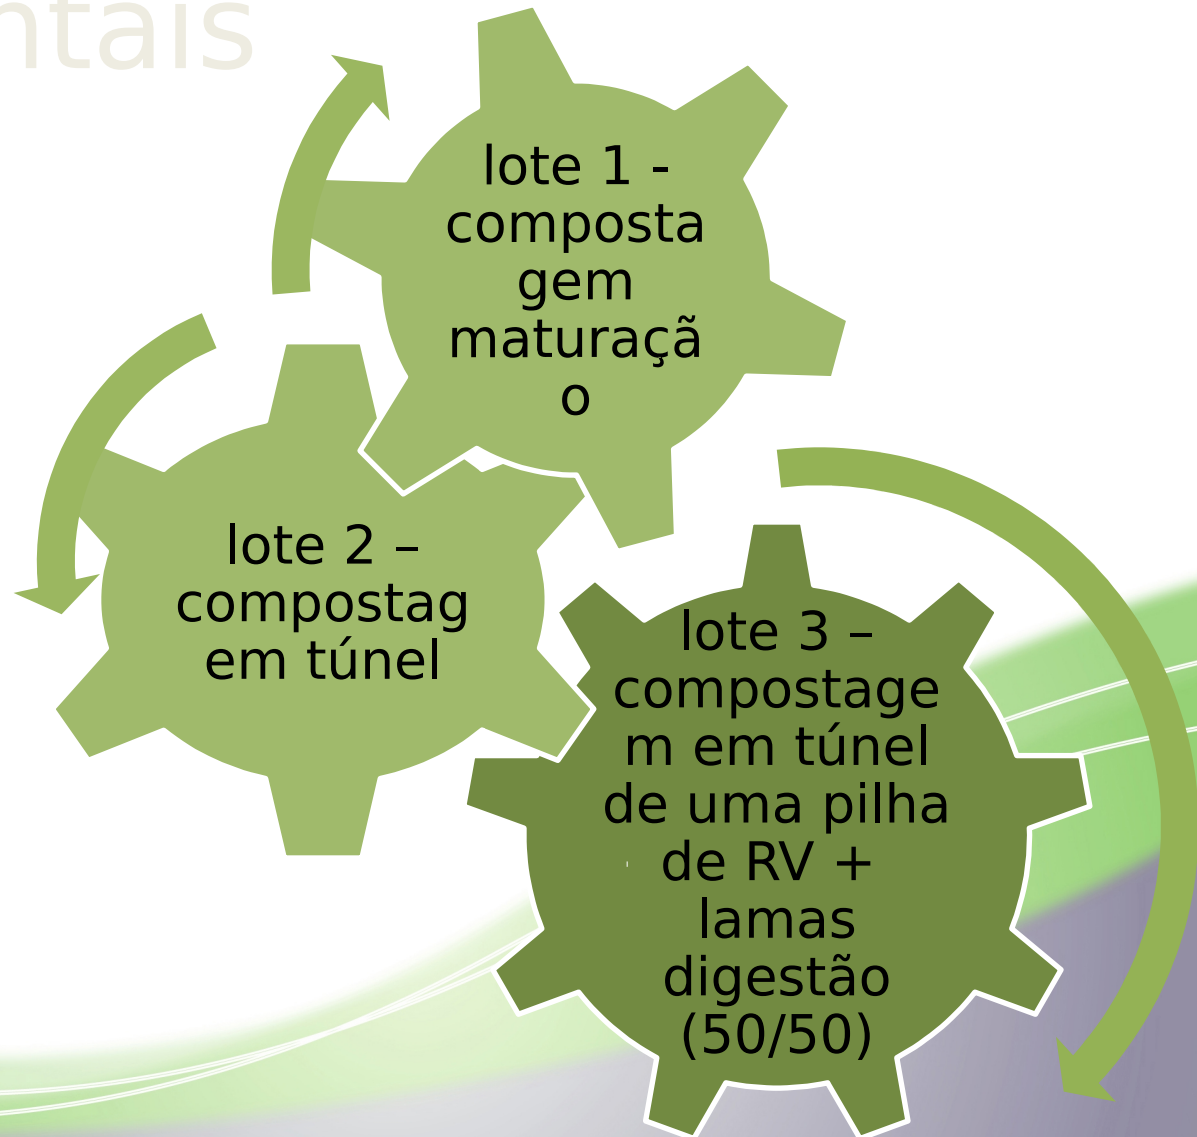 ntais
lote 1 -
composta
gem
maturaçã
o
lote 2 –
compostag
em túnel
lote 3 –
compostage
m em túnel
de uma pilha
de RV +
lamas
digestão
(50/50)